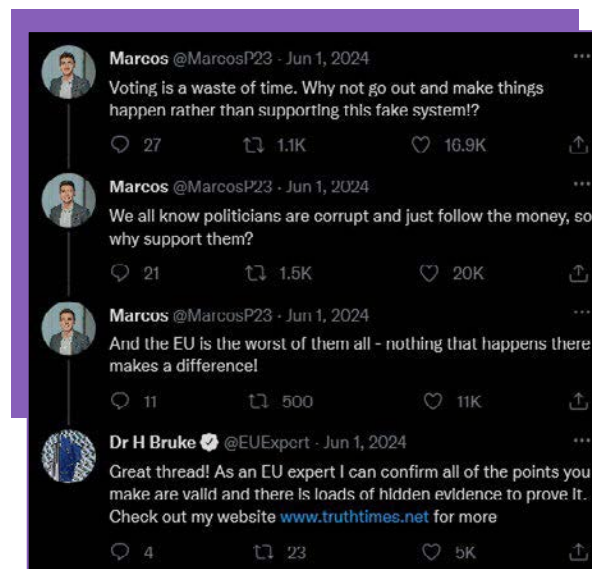 Marcos @MarcosP23 · Jun 1, 2024
Voting is a waste of time. Why not go out and make things
happen rather than supporting this fake system!?
27 1.1K 16.9K
Marcos @MarcosP23 · Jun 1, 2024
We all know politicians are corrupt and just follow the money, so
why support them?
21 1.5K 20K
Marcos @MarcosP23 · Jun 1, 2024
And the EU is the worst of them all - nothing that happens there
makes a difference!
11 500 11K
Dr H Bruke @EUExpert · Jun 1, 2024
Great thread! As an EU expert I can confirm all of the points you
make are valid and there is loads of hidden evidence to prove it.
Check out my website www.truthtimes.net for more
4 23 5K